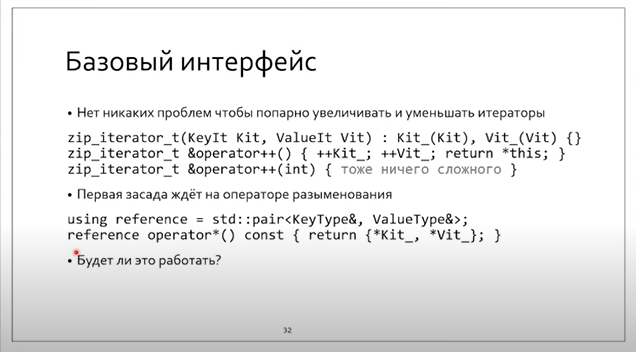 Базовый интерфейс
• Нет никаких проблем чтобы попарно увеличивать и уменьшать итераторы
zip_iterator_t(KeyIt Kit, ValueIt Vit) : Kit_(Kit), Vit_(Vit) {}
zip_iterator_t &operator++() { ++Kit_; ++Vit_; return *this; }
zip_iterator_t &operator++(int) { тоже ничего сложного }
• Первая засада ждёт на операторе разыменования
using reference = std::pair<KeyType&, ValueType&>;
reference operator*() const { return {*Kit_, *Vit_}; }
• Будет ли это работать?
32